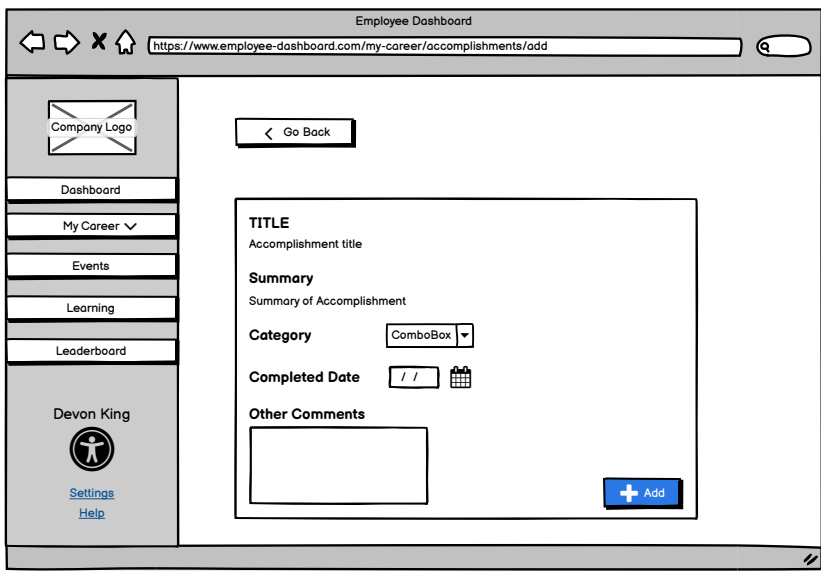 Employee Dashboard
https://www.employee-dashboard.com/my-career/accomplishments/add
Company Logo
Dashboard
My Career
Events
Learning
Leaderboard
Devon King
Settings
Help
Go Back
TITLE
Accomplishment title
Summary
Summary of Accomplishment
Category
ComboBox
Completed Date
/ /
Other Comments
Add